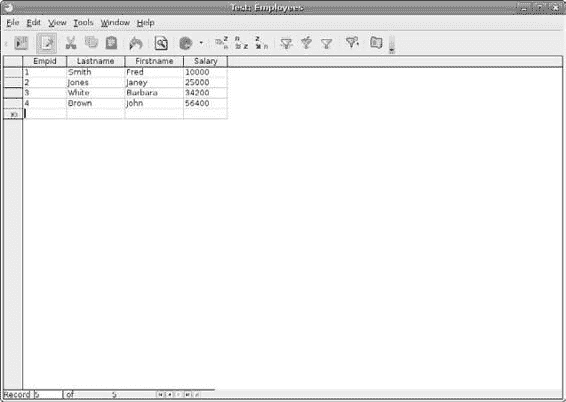 Test: Employees
File Edit View Tools Window Help
Empid Lastname Firstname Salary
1 Smith Fred 10000
2 Jones Janey 25000
3 White Barbara 34200
4 Brown John 56400
Record 5 of 5